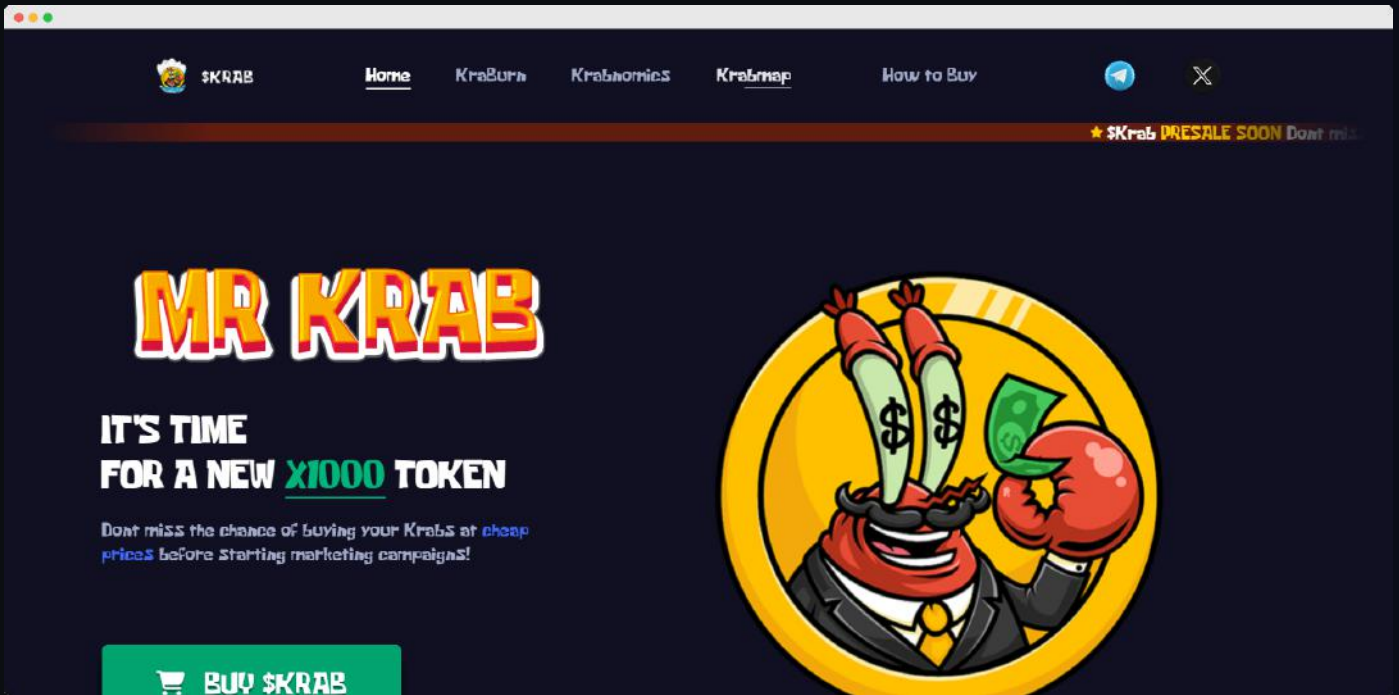 $KRAB
Home
KraBurn
Krabnomics
Krabmap
How to Buy
$Krab PRESALE SOON Dont
MR KRAB
IT'S TIME
FOR A NEW X1000 TOKEN
Dont miss the chance of buying your Krabs at cheap
prices before starting marketing campaigns!
$ $
$
BUY $KRAB